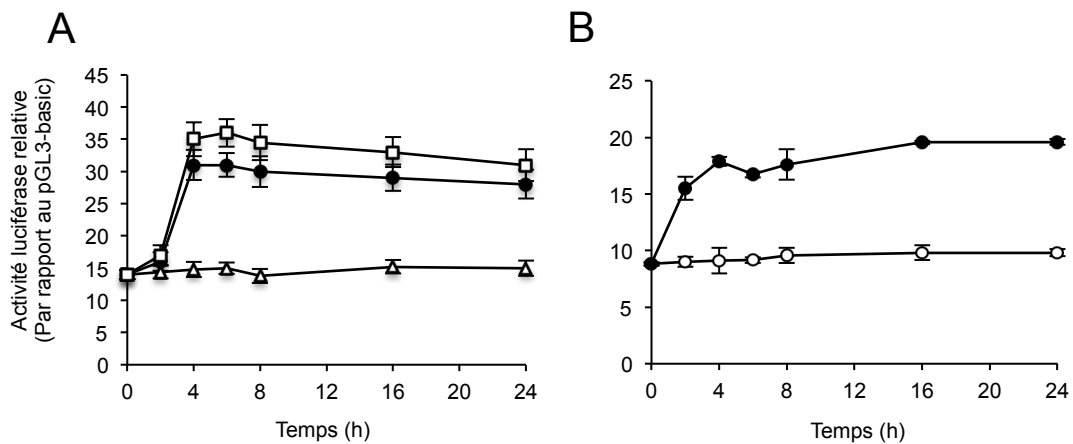 A
B
Activité luciférase relative
(Par rapport au pGL3-basic)
45
40
35
30
25
20
15
10
5
0
0 4 8 12 16 20 24
Temps (h)
25
20
15
10
5
0
0 4 8 12 16 20 24
Temps (h)